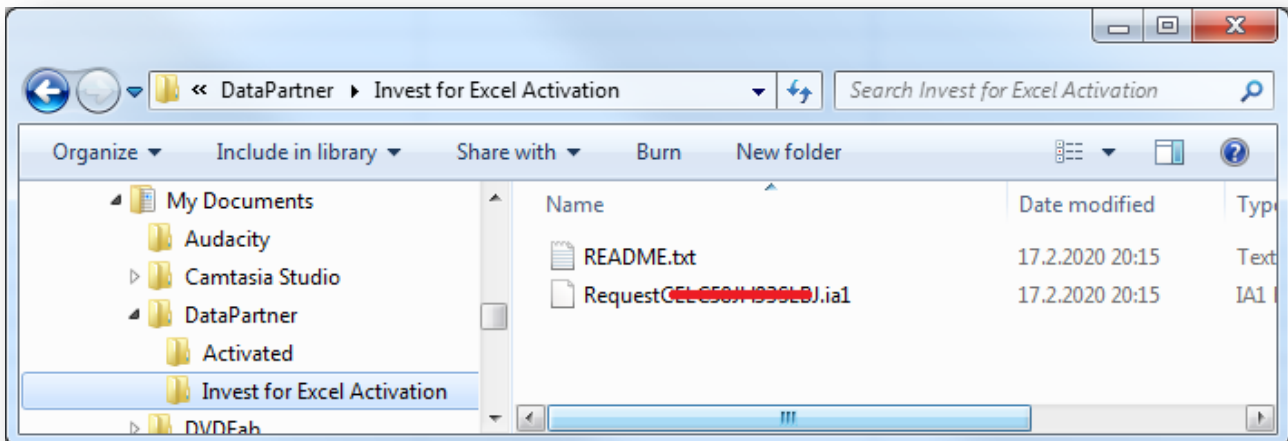 « DataPartner Invest for Excel Activation Search Invest for Excel Activation
Organize Include in library Share with Burn New folder
My Documents
Audacity
Camtasia Studio
DataPartner
Activated
Invest for Excel Activation
DVDFab
Name Date modified Type
README.txt 17.2.2020 20:15 Text
.ia1 17.2.2020 20:15 IA1